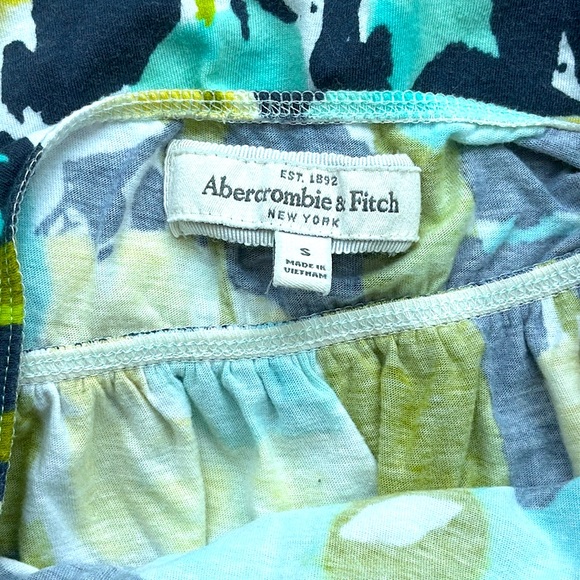 EST. 1892
Abercrombie & Fitch
NEW YORK
S
MADE IN
VIETNAM